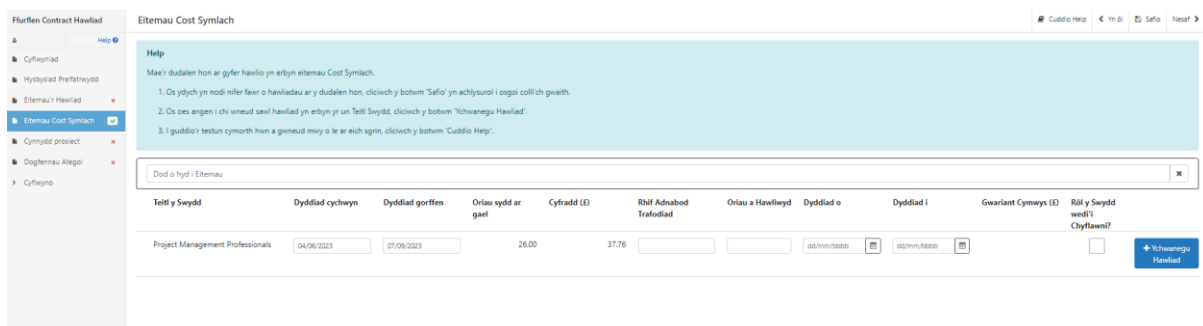 Ffurflen Contract Hawliad
Eitemau Cost Symlach
Cuddio Help
Yn ôl
Safio
Nesaf
Help
Cyflwyniad
Hysbysiad Preifatrwydd
Eitemau'r Hawliad
Eitemau Cost Symlach
Cynnydd prosiect
Dogfennau Ategol
Cyflwyno
Help
Mae'r dudalen hon ar gyfer hawlio yn erbyn eitemau Cost Symlach.
1. Os ydych yn nodi nifer fawr o hawliadau ar y dudalen hon, cliciwch y botwm 'Safio' yn achlysurol i osgoi colli'ch gwaith.
2. Os oes angen i chi wneud sawl hawliad yn erbyn yr un Teitl Swydd, cliciwch y botwm 'Ychwanegu Hawliad'.
3. I guddio'r testun cymorth hwn a gwneud mwy o le ar eich sgrin, cliciwch y botwm 'Cuddio Help'.
Dod o hyd i Eitemau
Teitl y Swydd
Dyddiad cychwyn
Dyddiad gorffen
Oriau sydd ar gael
Cyfradd (£)
Rhif Adnabod Trafodiad
Oriau a Hawliwyd
Dyddiad o
Dyddiad i
Gwariant Cymwys (£)
Rôl y Swydd wedi'i Chyflawni?
Project Management Professionals
04/06/2023
07/09/2023
26.00
37.76
dd/mm/bbbb
dd/mm/bbbb
+ Ychwanegu Hawliad